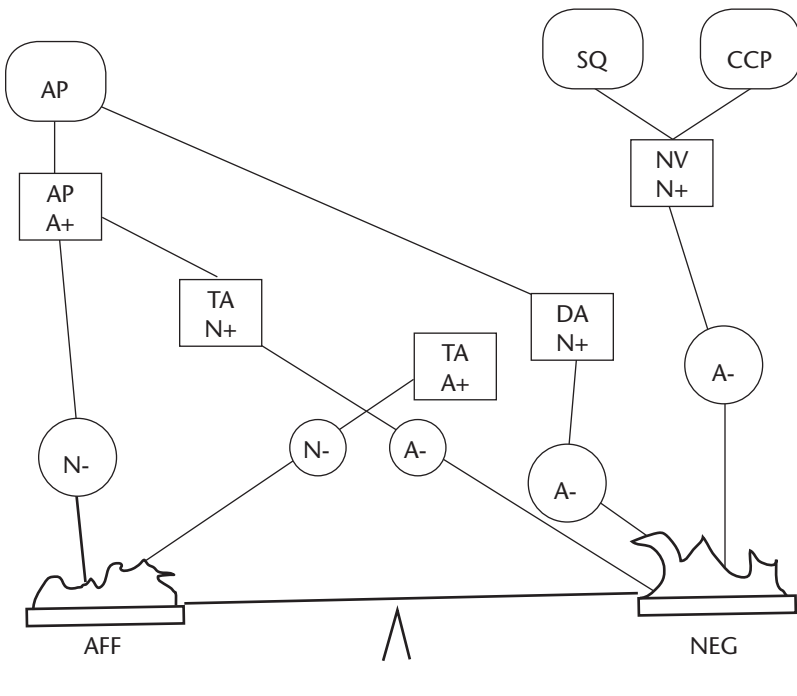 SQ
CCP
AP
NV
N+
AP
A+
TA
N+
DA
N+
TA
A+
A-
N-
A-
N-
A-
AFF
NEG